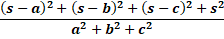 (s − a)² + (s − b)² + (s − c)² + s²
a² + b² + c²